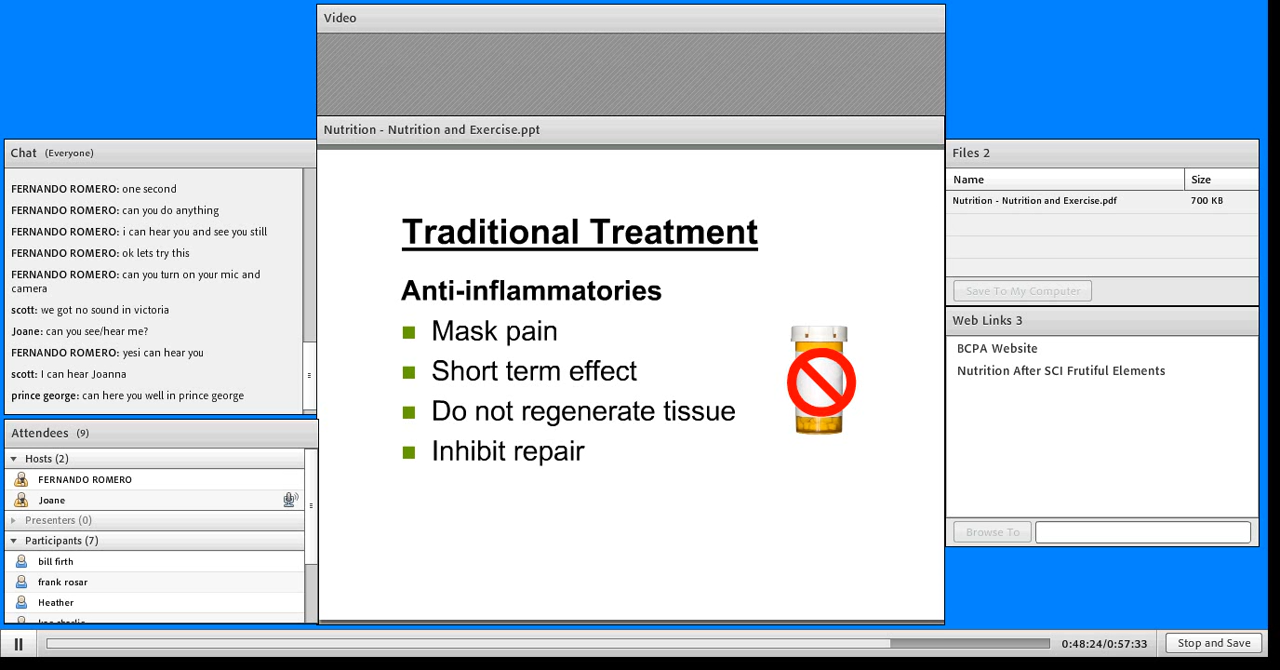 Video
Nutrition - Nutrition and Exercise.ppt
Traditional Treatment
Anti-inflammatories
Mask pain
Short term effect
Do not regenerate tissue
Inhibit repair
Chat (Everyone)
FERNANDO ROMERO: one second
FERNANDO ROMERO: can you do anything
FERNANDO ROMERO: i can hear you and see you still
FERNANDO ROMERO: ok lets try this
FERNANDO ROMERO: can you turn on your mic and
camera
scott: we got no sound in victoria
Joane: can you see/hear me?
FERNANDO ROMERO: yesi can hear you
scott: I can hear Joanna
prince george: can here you well in prince george
Attendees (9)
Hosts (2)
FERNANDO ROMERO
Joane
Presenters (0)
Participants (7)
bill firth
frank rosar
Heather
Files 2
Name Size
Nutrition - Nutrition and Exercise.pdf 700 KB
Save To My Computer
Web Links 3
BCPA Website
Nutrition After SCI Frutiful Elements
Browse To
0:48:24/0:57:33
Stop and Save